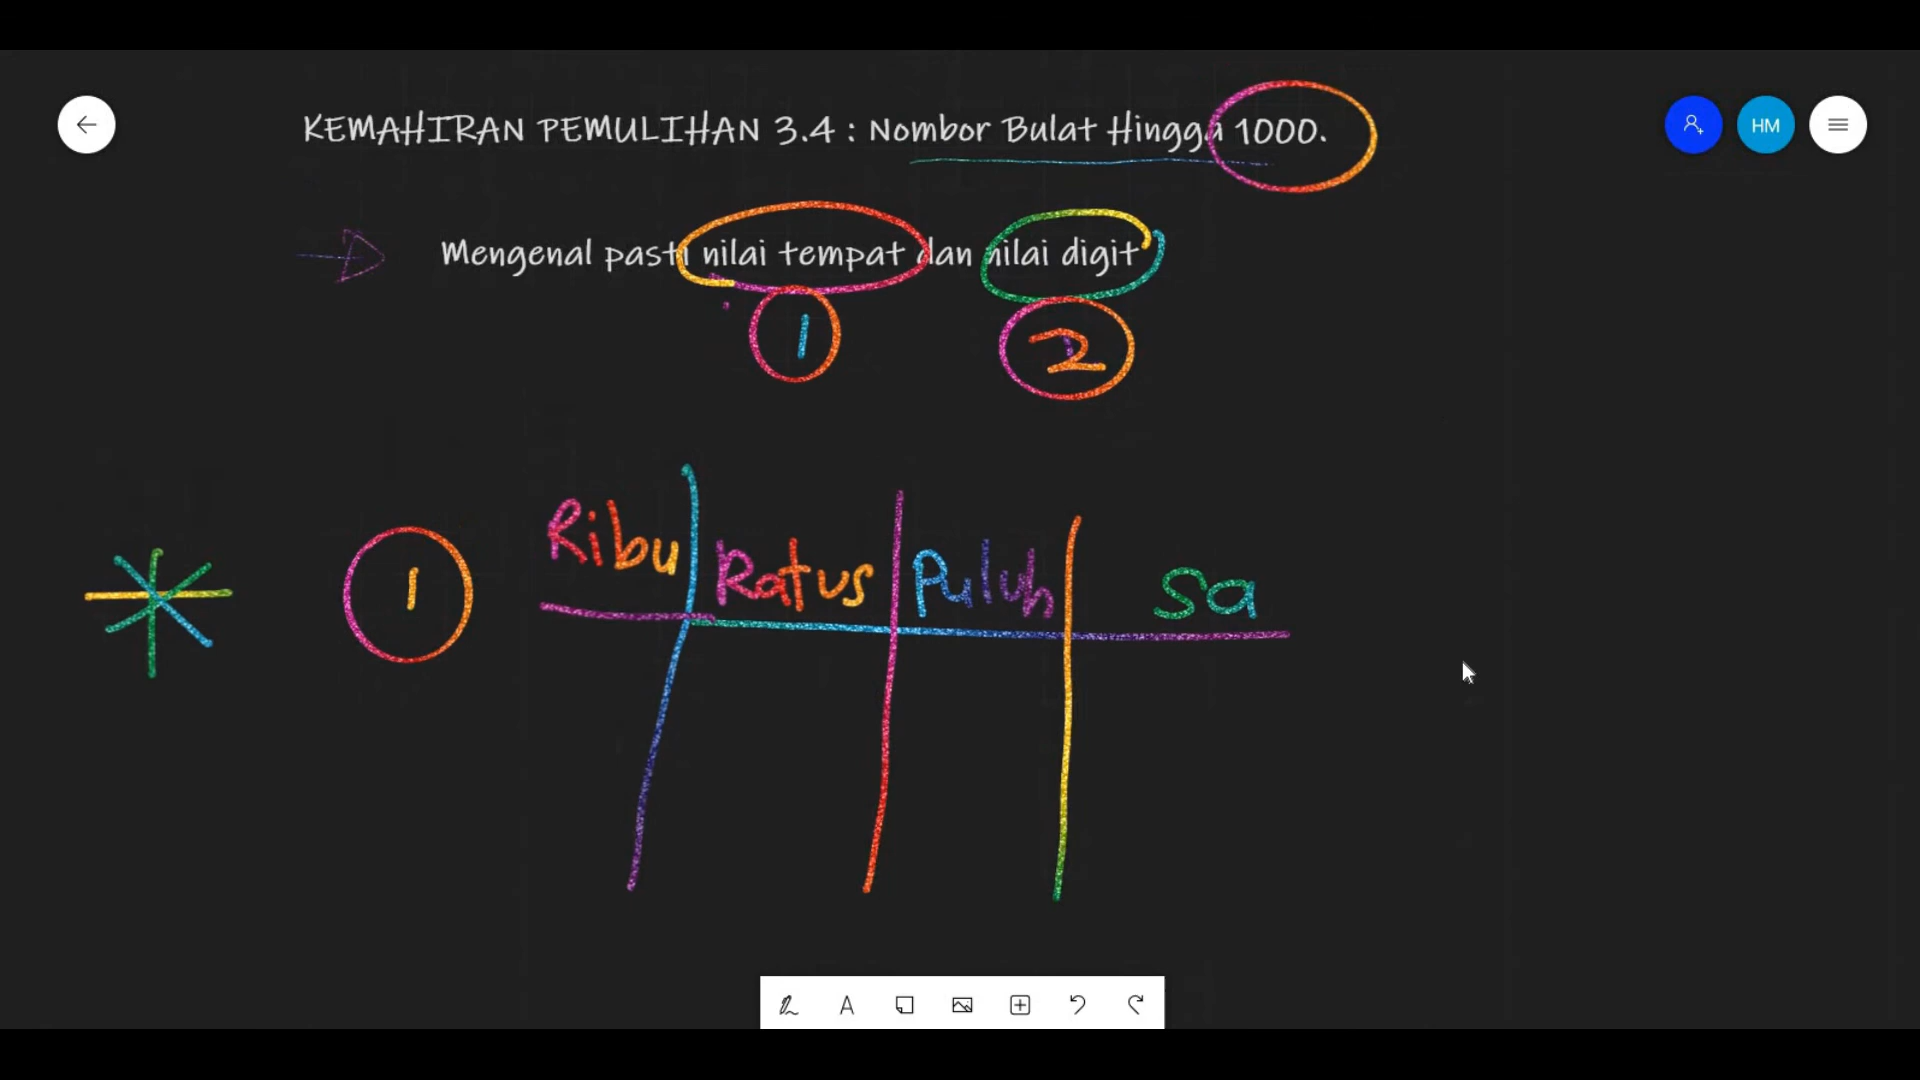 KEMAHIRAN PEMULIHAN 3.4 : Nombor Bulat Hingga 1000.
HM
Mengenal pasti nilai tempat dan nilai digit
1 2
1 Ribu Ratus Puluh Sa
A